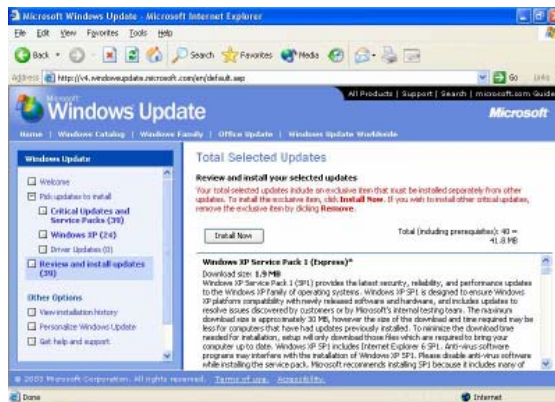 Microsoft Windows Update - Microsoft Internet Explorer
File Edit View Favorites Tools Help
Back Search Favorites Media
Address http://v4.windowsupdate.microsoft.com/en/default.asp Go Links
All Products | Support | Search | microsoft.com Guide
Microsoft
Windows Update
Microsoft
Home | Windows Catalog | Windows Family | Office Update | Windows Update Worldwide
Windows Update
Welcome
Pick updates to install
Critical Updates and
Service Packs (39)
Windows XP (24)
Driver Updates (0)
Review and install updates
(39)
Other Options
View installation history
Personalize Windows Update
Get help and support
Total Selected Updates
Review and install your selected updates
Your total selected updates include an exclusive item that must be installed separately from other
updates. To install the exclusive item, click Install Now. If you wish to install other critical updates,
remove the exclusive item by clicking Remove.
Install Now
Total (including prerequisites): 40 =
41.8 MB
Windows XP Service Pack 1 (Express)*
Download size: 1.9 MB
Windows XP Service Pack 1 (SP1) provides the latest security, reliability, and performance updates
to the Windows XP family of operating systems. Windows XP SP1 is designed to ensure Windows
XP platform compatibility with newly released software and hardware, and includes updates to
resolve issues discovered by customers or by Microsoft's internal testing team. The maximum
download size is approximately 30 MB, however the size of the download and time required may be
less for computers that have had updates previously installed. To minimize the download time
needed for installation, setup will only download those files which are required to bring your
computer up to date. Windows XP SP1 includes Internet Explorer 6 SP1. Anti-virus software
programs may interfere with the installation of Windows XP SP1. Please disable anti-virus software
while installing the service pack. Microsoft recommends installing SP1 because it includes many of
© 2003 Microsoft Corporation. All rights reserved. Terms of use. Accessibility.
Done Internet